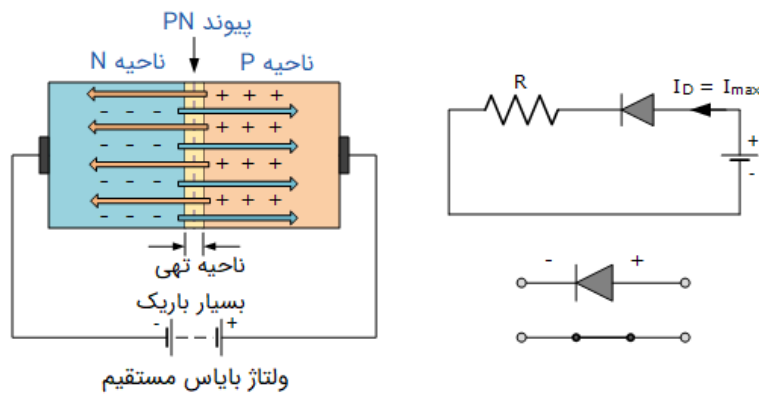 پیوند PN
ناحیه N
ناحیه P
+ + +
- - -
+ + +
- - -
+ + +
- - -
+ + +
- - -
ناحیه تهی
بسیار باریک
- +
ولتاژ بایاس مستقیم
R
I_D = I_max
+
-
- +